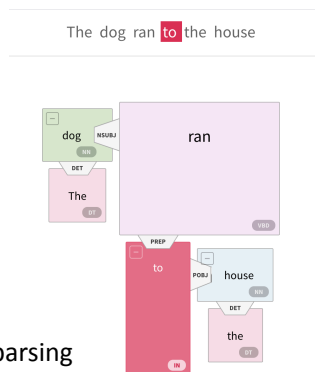 The dog ran to the house
dog
NSUBJ
ran
NN
DET
The
DT
VBD
PREP
to
POBJ
house
NN
DET
the
DT
IN
parsing